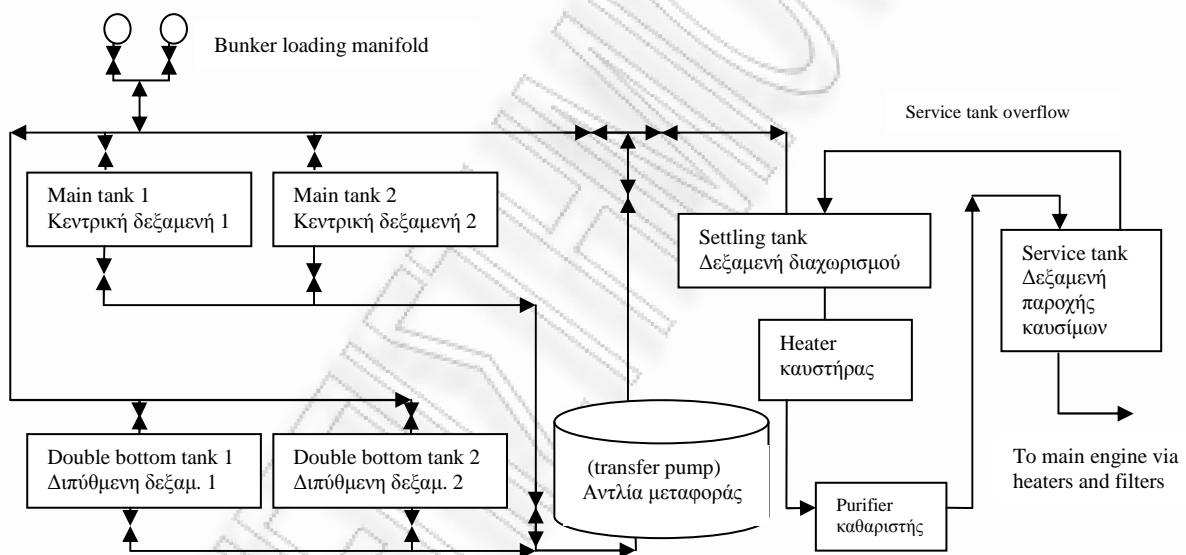 Bunker loading manifold
Service tank overflow
Main tank 1
Κεντρική δεξαμενή 1
Main tank 2
Κεντρική δεξαμενή 2
Settling tank
Δεξαμενή διαχωρισμού
Service tank
Δεξαμενή
παροχής
καυσίμων
Heater
καυστήρας
Double bottom tank 1
Διπύθμενη δεξαμ. 1
Double bottom tank 2
Διπύθμενη δεξαμ. 2
(transfer pump)
Αντλία μεταφοράς
Purifier
καθαριστής
To main engine via
heaters and filters